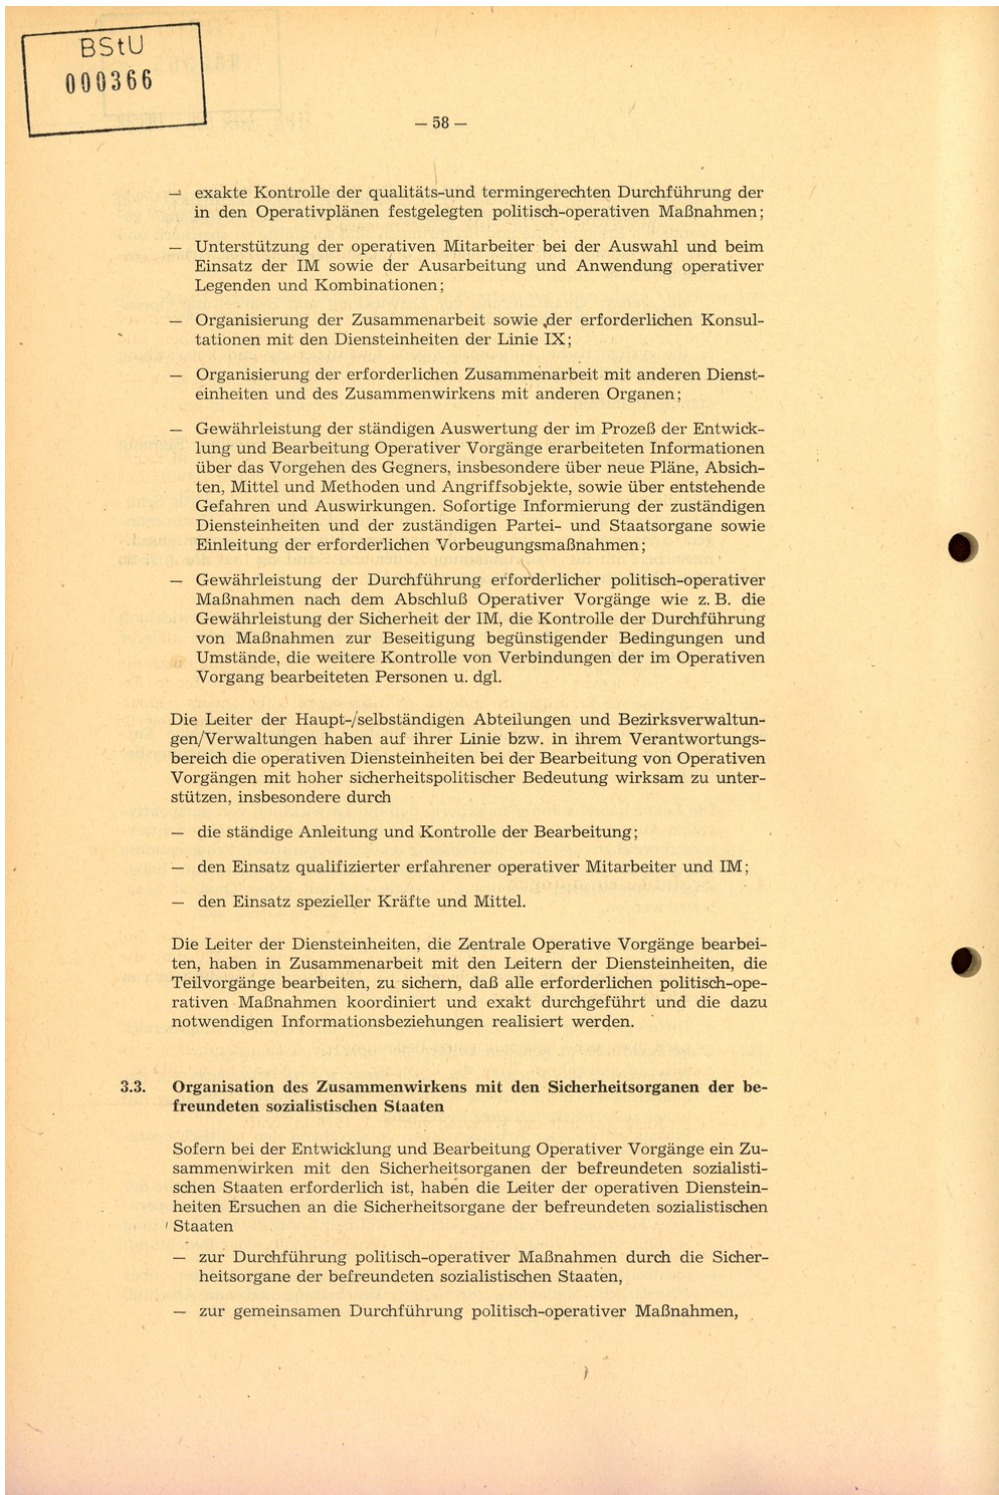 BStU
000366
— 58 —
— exakte Kontrolle der qualitäts-und termingerechten Durchführung der
in den Operativplänen festgelegten politisch-operativen Maßnahmen;
— Unterstützung der operativen Mitarbeiter bei der Auswahl und beim
Einsatz der IM sowie der Ausarbeitung und Anwendung operativer
Legenden und Kombinationen;
— Organisierung der Zusammenarbeit sowie der erforderlichen Konsul-
tationen mit den Diensteinheiten der Linie IX;
— Organisierung der erforderlichen Zusammenarbeit mit anderen Dienst-
einheiten und des Zusammenwirkens mit anderen Organen;
— Gewährleistung der ständigen Auswertung der im Prozeß der Entwick-
lung und Bearbeitung Operativer Vorgänge erarbeiteten Informationen
über das Vorgehen des Gegners, insbesondere über neue Pläne, Absich-
ten, Mittel und Methoden und Angriffsobjekte, sowie über entstehende
Gefahren und Auswirkungen. Sofortige Informierung der zuständigen
Diensteinheiten und der zuständigen Partei- und Staatsorgane sowie
Einleitung der erforderlichen Vorbeugungsmaßnahmen;
— Gewährleistung der Durchführung erforderlicher politisch-operativer
Maßnahmen nach dem Abschluß Operativer Vorgänge wie z. B. die
Gewährleistung der Sicherheit der IM, die Kontrolle der Durchführung
von Maßnahmen zur Beseitigung begünstigender Bedingungen und
Umstände, die weitere Kontrolle von Verbindungen der im Operativen
Vorgang bearbeiteten Personen u. dgl.
Die Leiter der Haupt-/selbständigen Abteilungen und Bezirksverwaltun-
gen/Verwaltungen haben auf ihrer Linie bzw. in ihrem Verantwortungs-
bereich die operativen Diensteinheiten bei der Bearbeitung von Operativen
Vorgängen mit hoher sicherheitspolitischer Bedeutung wirksam zu unter-
stützen, insbesondere durch
— die ständige Anleitung und Kontrolle der Bearbeitung;
— den Einsatz qualifizierter erfahrener operativer Mitarbeiter und IM;
— den Einsatz spezieller Kräfte und Mittel.
Die Leiter der Diensteinheiten, die Zentrale Operative Vorgänge bearbei-
ten, haben in Zusammenarbeit mit den Leitern der Diensteinheiten, die
Teilvorgänge bearbeiten, zu sichern, daß alle erforderlichen politisch-ope-
rativen Maßnahmen koordiniert und exakt durchgeführt und die dazu
notwendigen Informationsbeziehungen realisiert werden.
3.3. Organisation des Zusammenwirkens mit den Sicherheitsorganen der be-
freundeten sozialistischen Staaten
Sofern bei der Entwicklung und Bearbeitung Operativer Vorgänge ein Zu-
sammenwirken mit den Sicherheitsorganen der befreundeten sozialisti-
schen Staaten erforderlich ist, haben die Leiter der operativen Dienstein-
heiten Ersuchen an die Sicherheitsorgane der befreundeten sozialistischen
Staaten
— zur Durchführung politisch-operativer Maßnahmen durch die Sicher-
heitsorgane der befreundeten sozialistischen Staaten,
— zur gemeinsamen Durchführung politisch-operativer Maßnahmen,